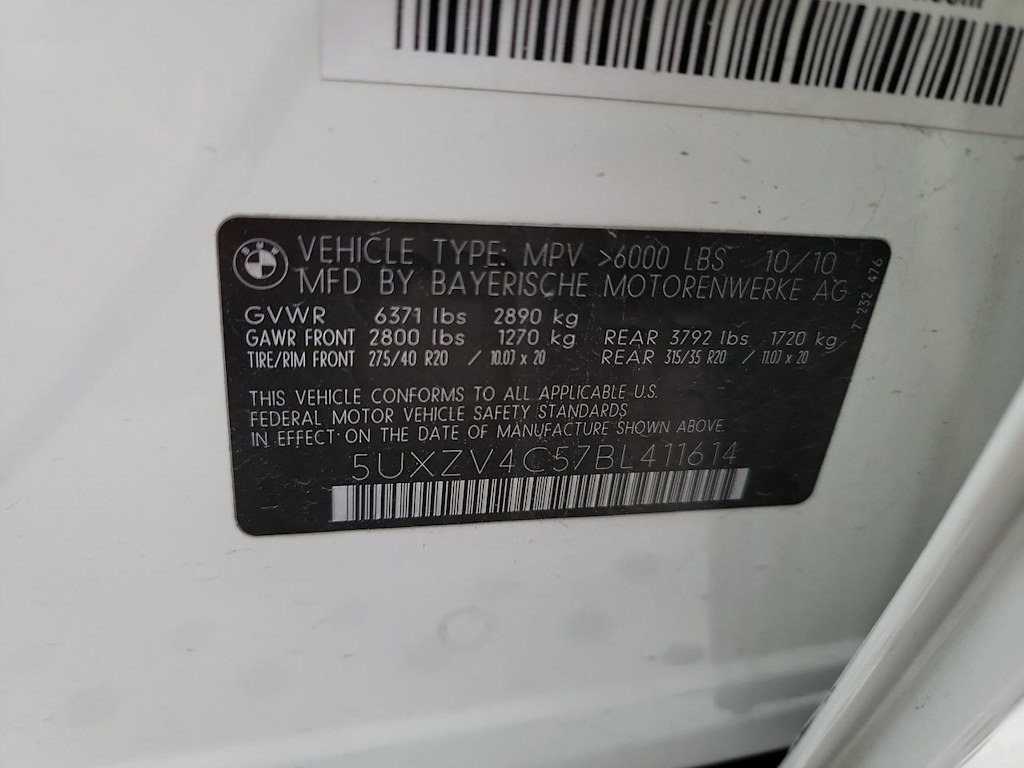 BMW
VEHICLE TYPE: MPV >6000 LBS 10/10
MFD BY BAYERISCHE MOTORENWERKE AG
GVWR 6371 lbs 2890 kg
GAWR FRONT 2800 lbs 1270 kg REAR 3792 lbs 1720 kg
TIRE/RIM FRONT 275/40 R20 / 10.0J x 20 REAR 315/35 R20 / 11.0J x 20
7 232 476
THIS VEHICLE CONFORMS TO ALL APPLICABLE U.S.
FEDERAL MOTOR VEHICLE SAFETY STANDARDS
IN EFFECT ON THE DATE OF MANUFACTURE SHOWN ABOVE.
5UXZV4C57BL411614